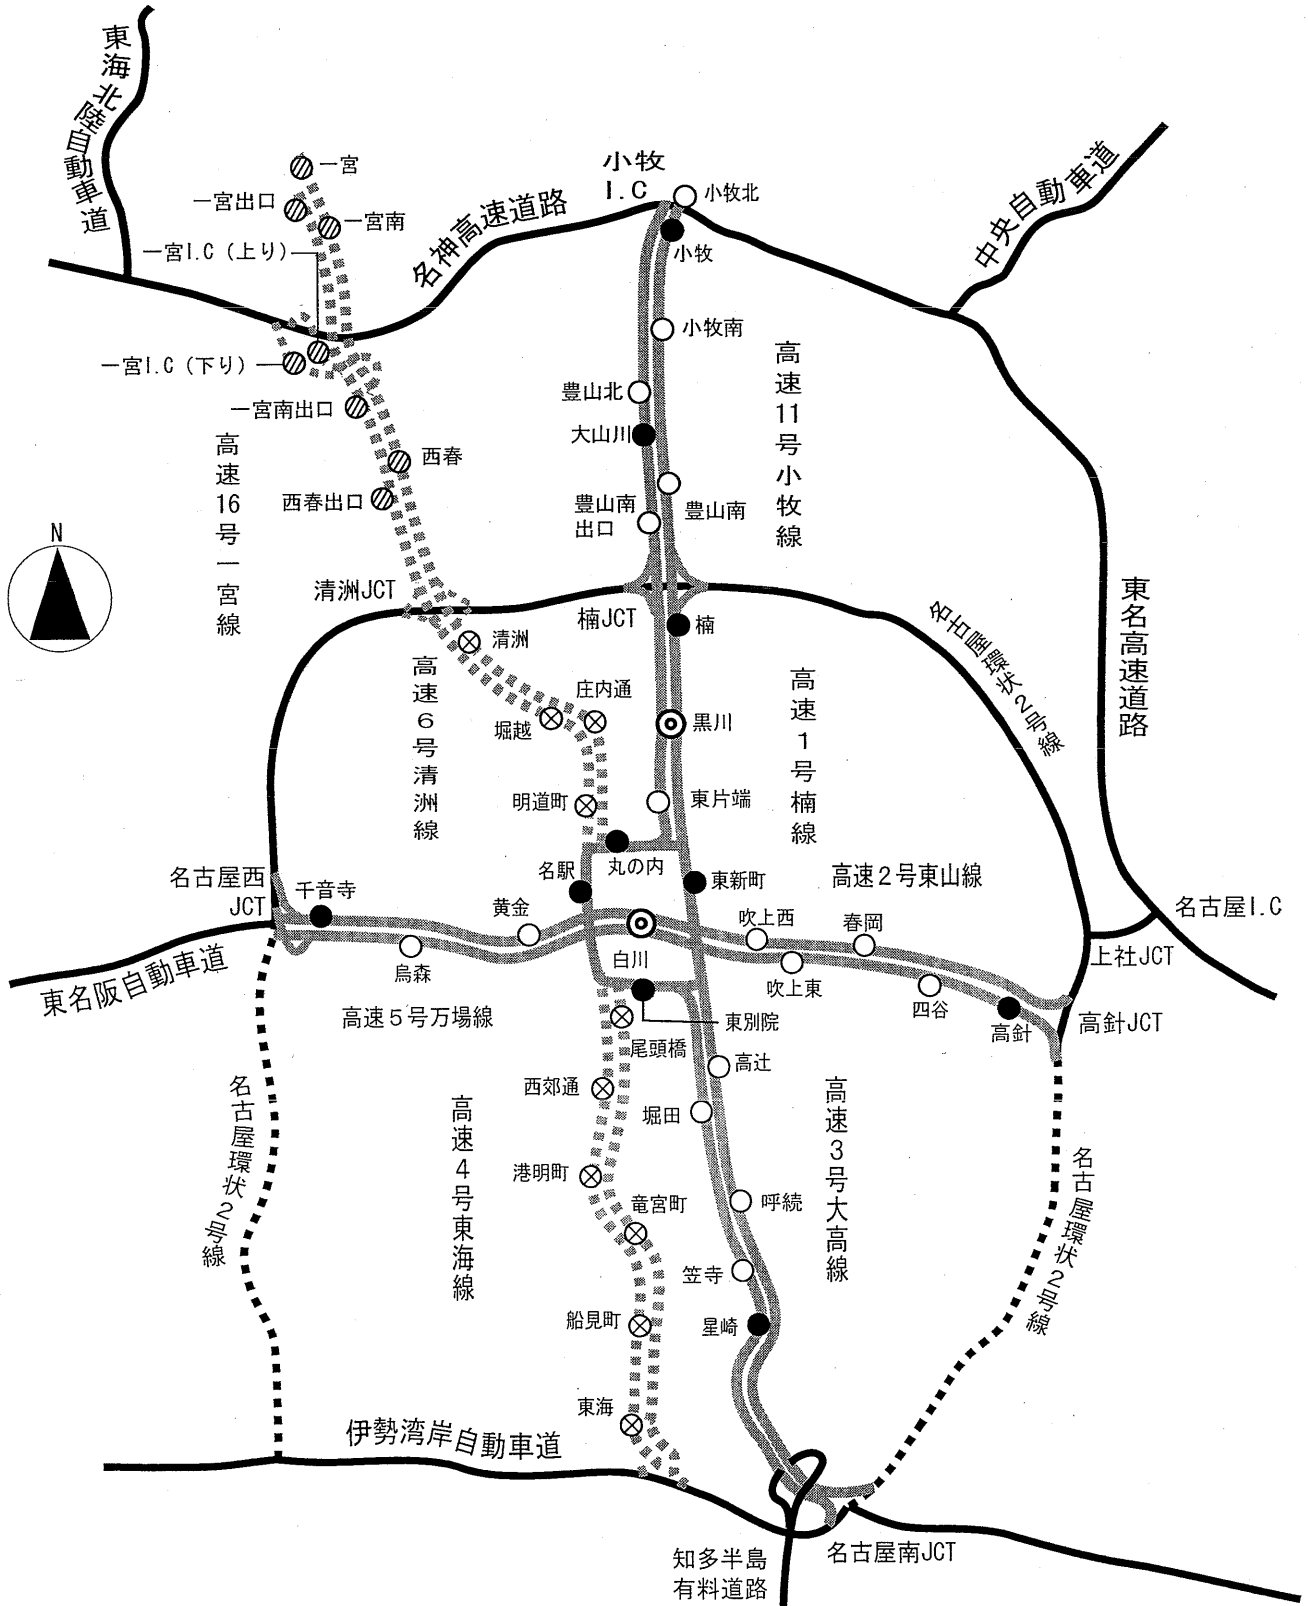 東海北陸自動車道
一宮
一宮出口
一宮南
一宮I.C（上り）
名神高速道路
小牧
I.C
小牧北
小牧
中央自動車道
小牧南
高速11号小牧線
一宮I.C（下り）
一宮南出口
豊山北
大山川
高速16号一宮線
西春
西春出口
豊山南
出口
豊山南
N
清洲JCT
楠JCT
楠
名古屋環状2号線
東名高速道路
清洲
高速6号清洲線
庄内通
堀越
黒川
高速1号楠線
明道町
東片端
丸の内
名駅
東新町
高速2号東山線
名古屋西
JCT
千音寺
黄金
吹上西
春岡
名古屋I.C
上社JCT
東名阪自動車道
烏森
白川
吹上東
四谷
高針
高針JCT
高速5号万場線
東別院
尾頭橋
高辻
名古屋環状2号線
西郊通
高速4号東海線
堀田
高速3号大高線
港明町
竜宮町
呼続
名古屋環状2号線
笠寺
船見町
星崎
東海
伊勢湾岸自動車道
知多半島
有料道路
名古屋南JCT